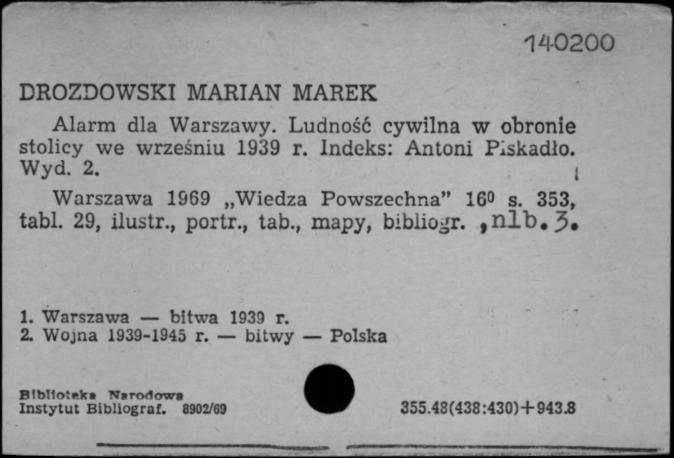 140200
DROZDOWSKI MARIAN MAREK
Alarm dla Warszawy. Ludność cywilna w obronie
stolicy we wrześniu 1939 r. Indeks: Antoni Piskadło.
Wyd. 2.
Warszawa 1969 „Wiedza Powszechna” 16⁰ s. 353,
tabl. 29, ilustr., portr., tab., mapy, bibliogr. , nlb. 3.
1. Warszawa — bitwa 1939 r.
2. Wojna 1939-1945 r. — bitwy — Polska
Biblioteka Narodowa
Instytut Bibliograf. 8902/69
355.48(438:430)+943.8